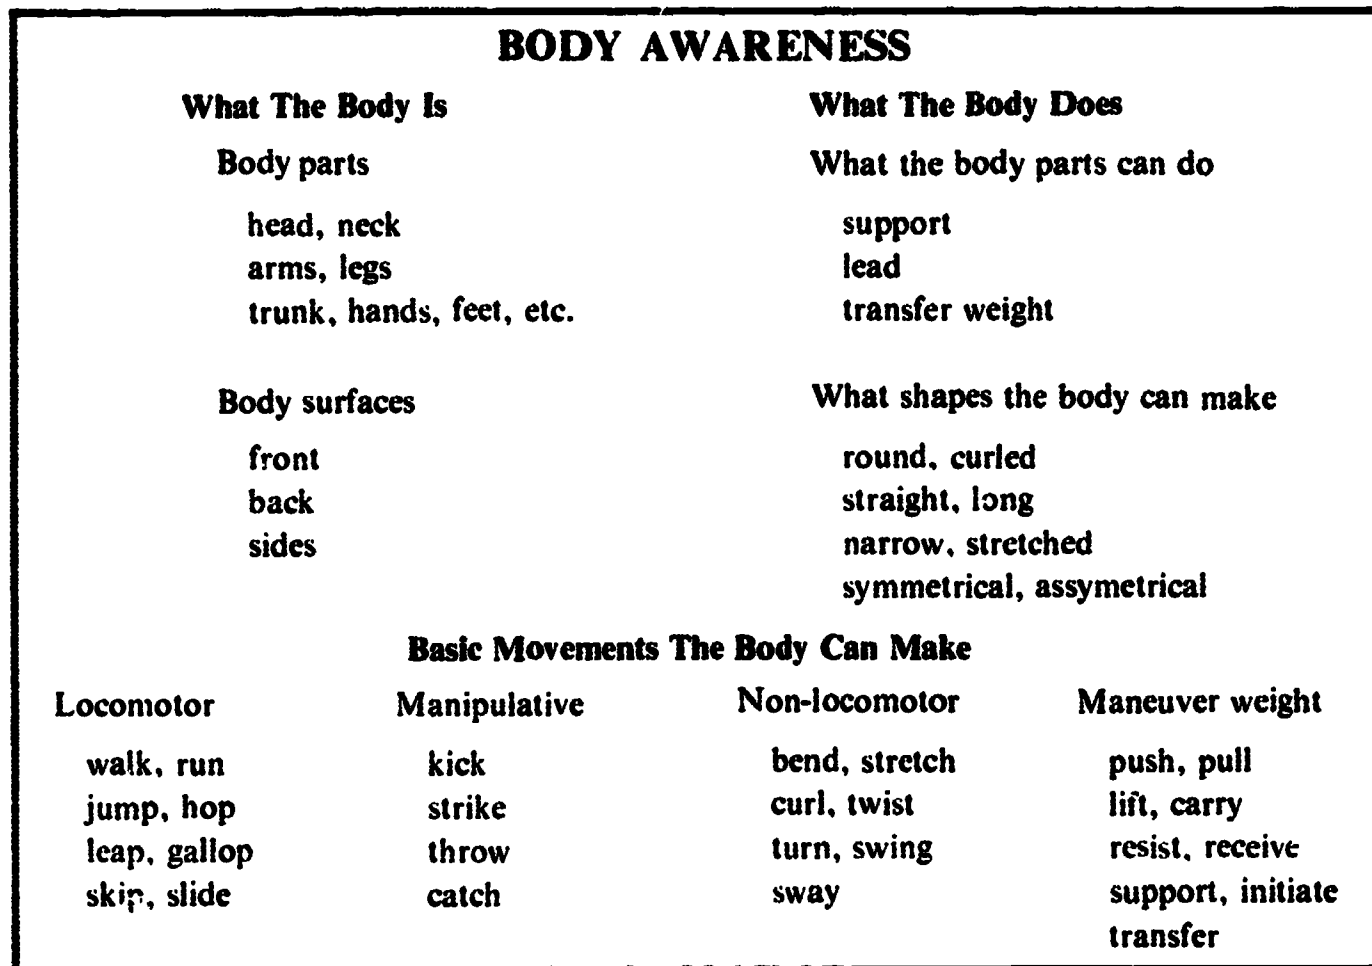 BODY AWARENESS
What The Body Is
Body parts
head, neck
arms, legs
trunk, hands, feet, etc.
Body surfaces
front
back
sides
What The Body Does
What the body parts can do
support
lead
transfer weight
What shapes the body can make
round, curled
straight, long
narrow, stretched
symmetrical, assymetrical
Basic Movements The Body Can Make
Locomotor
walk, run
jump, hop
leap, gallop
skip, slide
Manipulative
kick
strike
throw
catch
Non-locomotor
bend, stretch
curl, twist
turn, swing
sway
Maneuver weight
push, pull
lift, carry
resist, receive
support, initiate
transfer